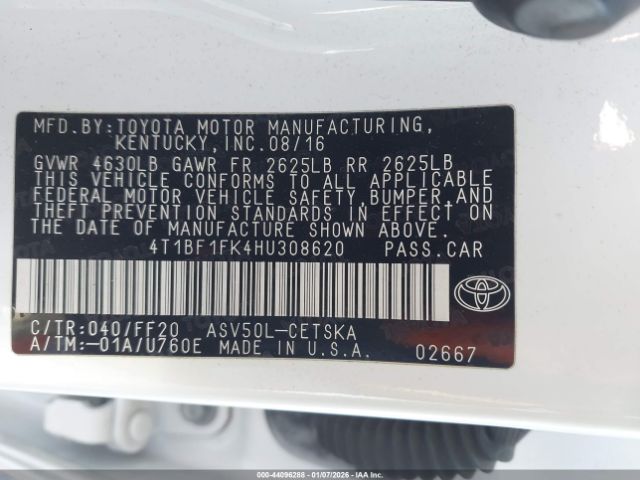 MFD.BY:TOYOTA MOTOR MANUFACTURING,
KENTUCKY, INC.08/16
GVWR 4630LB GAWR FR 2625LB RR 2625LB
THIS VEHICLE CONFORMS TO ALL APPLICABLE
FEDERAL MOTOR VEHICLE SAFETY,BUMPER,AND
THEFT PREVENTION STANDARDS IN EFFECT ON
THE DATE OF MANUFACTURE SHOWN ABOVE.
4T1BF1FK4HU308620 PASS.CAR
C/TR:040/FF20 ASV50L-CETSKA
A/TM:-01A/U760E MADE IN U.S.A. 02667
000-44096288 | 01/07/2026 | IAAI.COM